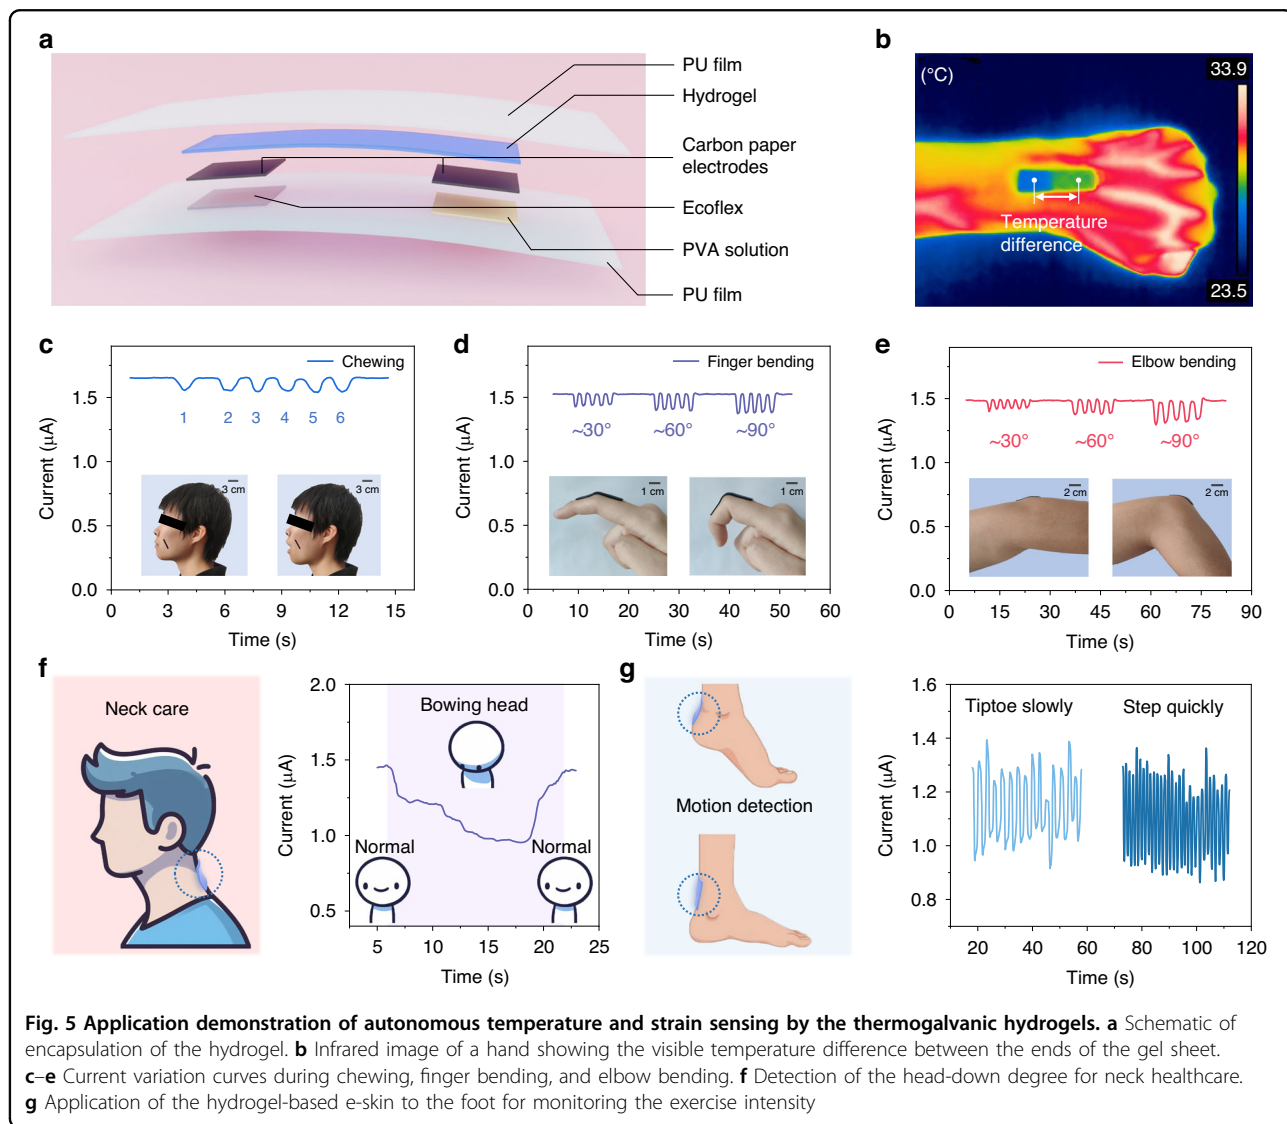 a
PU film
Hydrogel
Carbon paper
electrodes
Ecoflex
PVA solution
PU film
b
(°C)
33.9
Temperature
difference
23.5
c
Chewing
Current (μA)
1.5
1.0
0.5
0.0
1 2 3 4 5 6
3 cm
3 cm
0 3 6 9 12 15
Time (s)
d
Finger bending
Current (μA)
1.5
1.0
0.5
0.0
~30° ~60° ~90°
1 cm
1 cm
0 10 20 30 40 50 60
Time (s)
e
Elbow bending
Current (μA)
1.5
1.0
0.5
0.0
~30° ~60° ~90°
2 cm
2 cm
0 15 30 45 60 75 90
Time (s)
f
Neck care
Current (μA)
2.0
1.5
1.0
0.5
Bowing head
Normal
Normal
5 10 15 20 25
Time (s)
g
Motion detection
Current (μA)
1.6
1.4
1.2
1.0
0.8
Tiptoe slowly
Step quickly
20 40 60 80 100 120
Time (s)
Fig. 5 Application demonstration of autonomous temperature and strain sensing by the thermogalvanic hydrogels. a Schematic of
encapsulation of the hydrogel. b Infrared image of a hand showing the visible temperature difference between the ends of the gel sheet.
c–e Current variation curves during chewing, finger bending, and elbow bending. f Detection of the head-down degree for neck healthcare.
g Application of the hydrogel-based e-skin to the foot for monitoring the exercise intensity